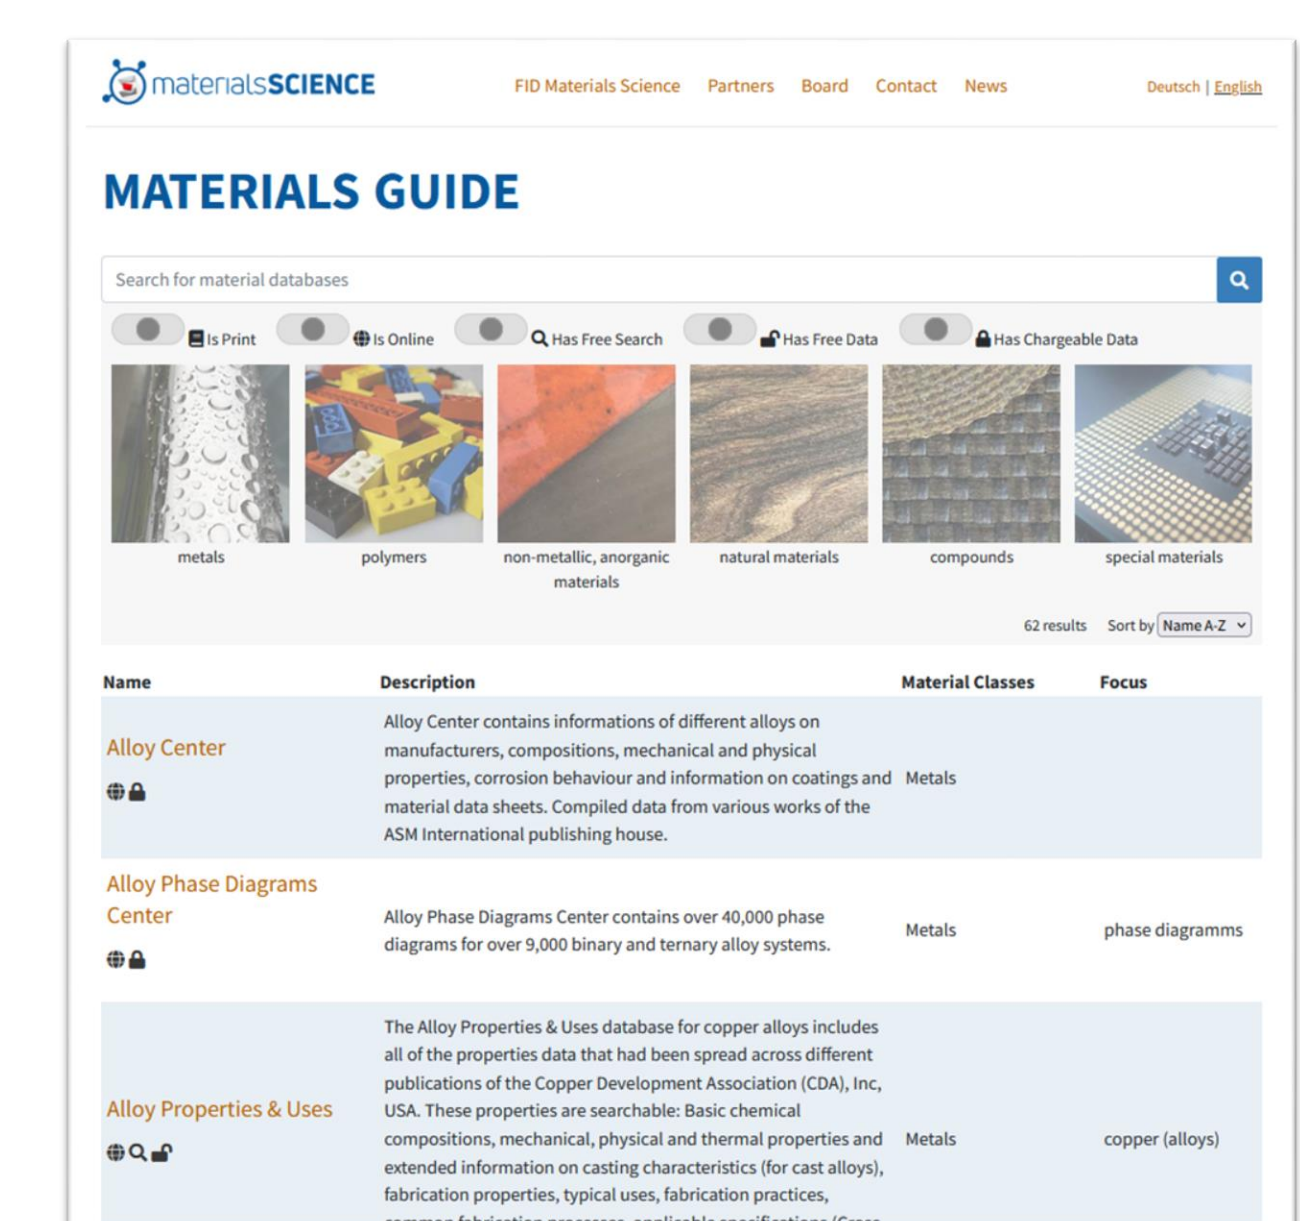 materialsSCIENCE
FID Materials Science Partners Board Contact News
Deutsch | English
MATERIALS GUIDE
Search for material databases
Is Print Is Online Has Free Search Has Free Data Has Chargeable Data
metals polymers non-metallic, anorganic natural materials compounds special materials
materials
62 results Sort by Name A-Z
Name Description Material Classes Focus
Alloy Center
Alloy Center contains informations of different alloys on
manufacturers, compositions, mechanical and physical
properties, corrosion behaviour and information on coatings and
material data sheets. Compiled data from various works of the
ASM International publishing house.
Metals
Alloy Phase Diagrams
Center
Alloy Phase Diagrams Center contains over 40,000 phase
diagrams for over 9,000 binary and ternary alloy systems.
Metals
phase diagramms
Alloy Properties & Uses
The Alloy Properties & Uses database for copper alloys includes
all of the properties data that had been spread across different
publications of the Copper Development Association (CDA), Inc,
USA. These properties are searchable: Basic chemical
compositions, mechanical, physical and thermal properties and
extended information on casting characteristics (for cast alloys),
fabrication properties, typical uses, fabrication practices,
common fabrication processes, applicable specifications (Cross
Metals
copper (alloys)